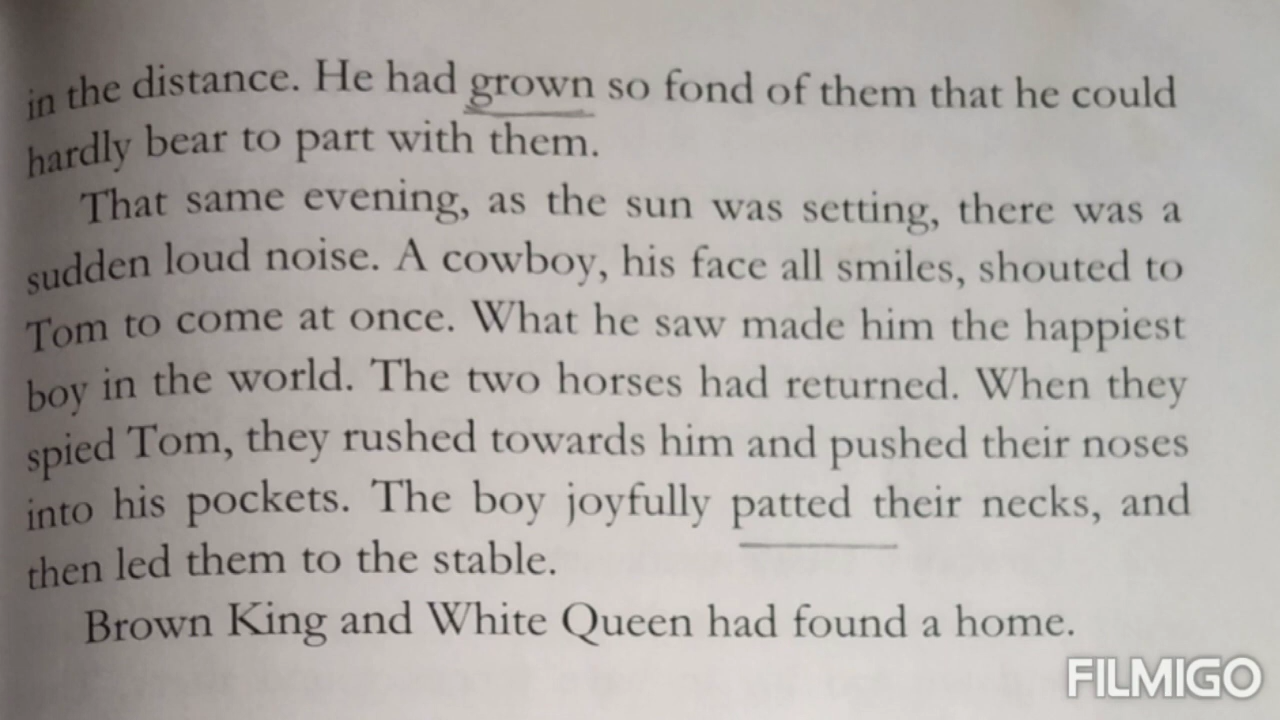 in the distance. He had grown so fond of them that he could
hardly bear to part with them.
That same evening, as the sun was setting, there was a
sudden loud noise. A cowboy, his face all smiles, shouted to
Tom to come at once. What he saw made him the happiest
boy in the world. The two horses had returned. When they
spied Tom, they rushed towards him and pushed their noses
into his pockets. The boy joyfully patted their necks, and
then led them to the stable.
Brown King and White Queen had found a home.
FILMIGO